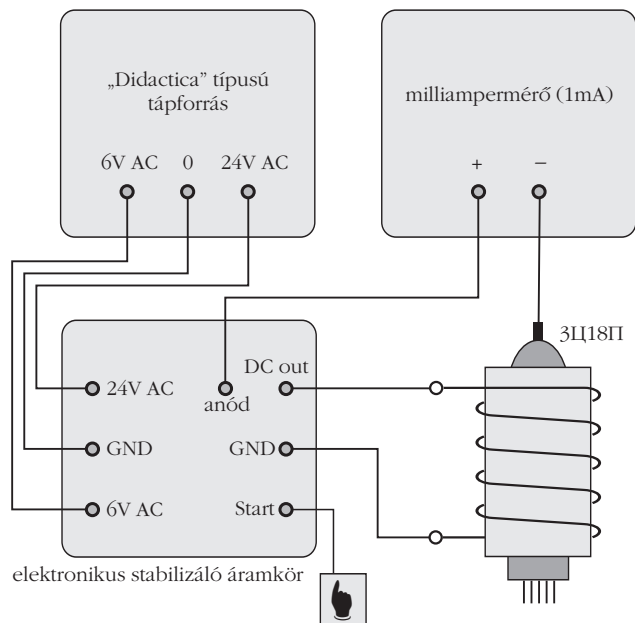 „Didactica” típusú
tápforrás
6V AC 0 24V AC
milliampermérő (1mA)
+ −
3Ц18П
DC out
24V AC
anód
GND GND
6V AC Start
elektronikus stabilizáló áramkör